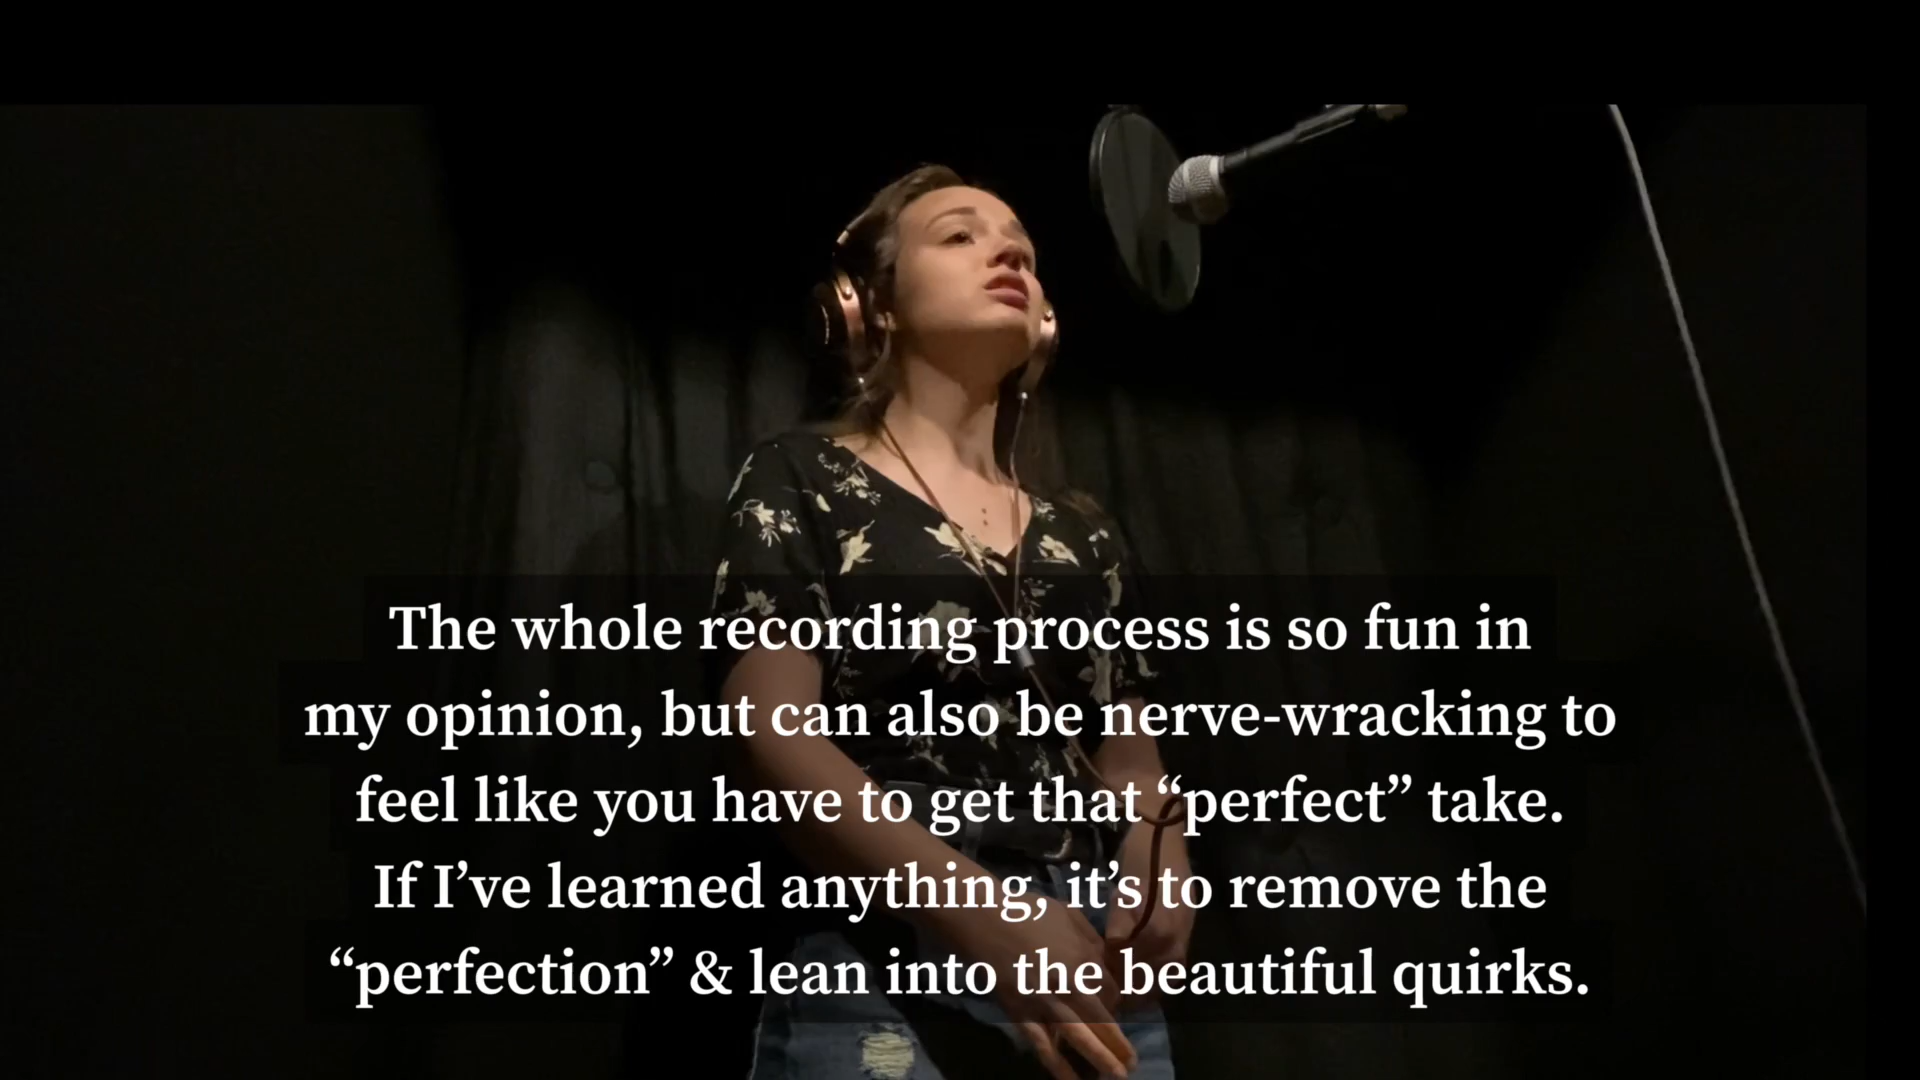 The whole recording process is so fun in
my opinion, but can also be nerve-wracking to
feel like you have to get that “perfect” take.
If I’ve learned anything, it’s to remove the
“perfection” & lean into the beautiful quirks.